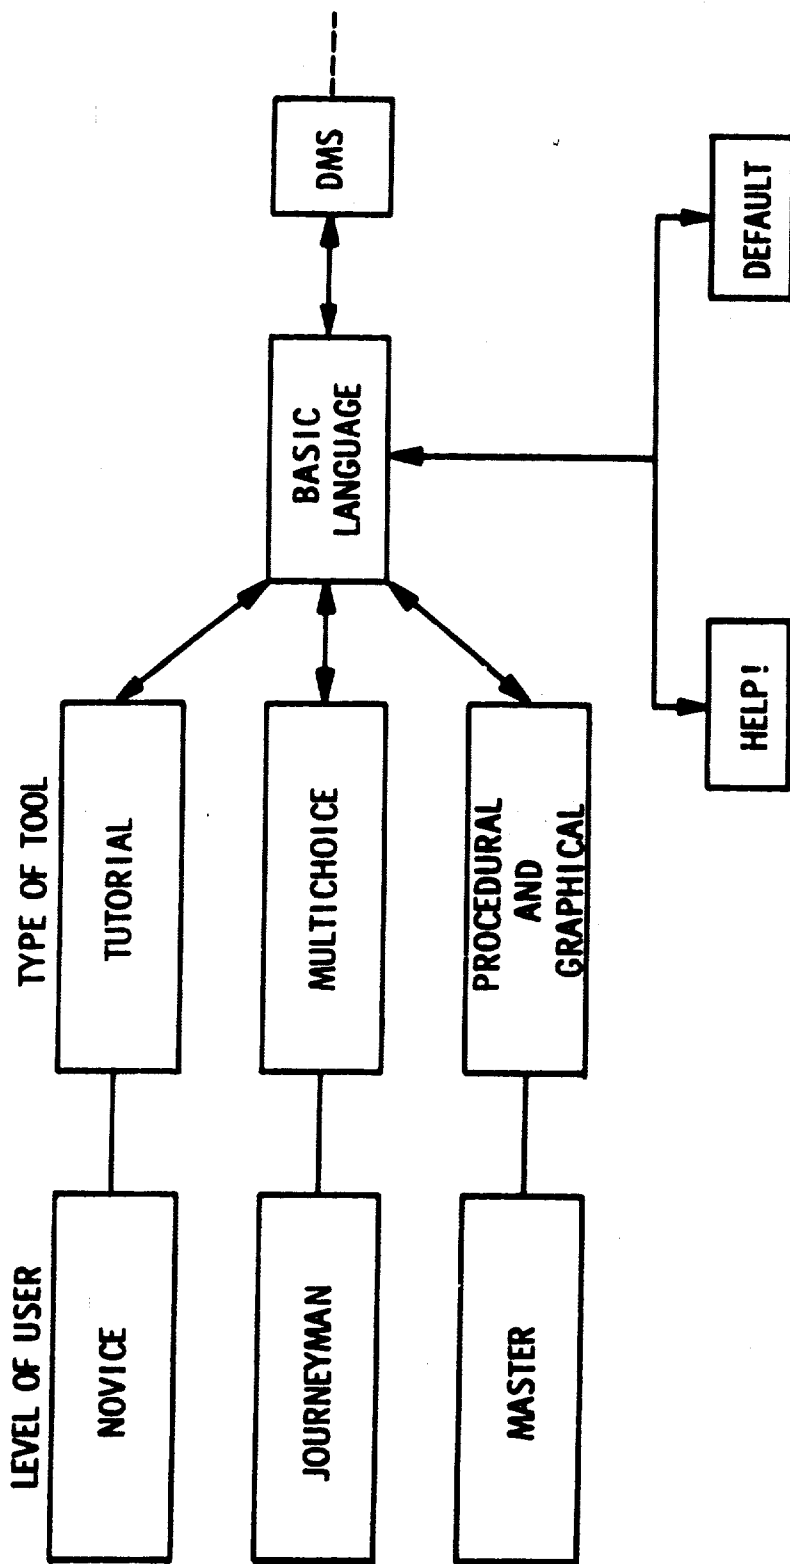 LEVEL OF USER
TYPE OF TOOL
NOVICE
TUTORIAL
JOURNEYMAN
MULTICHOICE
BASIC
LANGUAGE
DMS
MASTER
PROCEDURAL
AND
GRAPHICAL
HELP!
DEFAULT